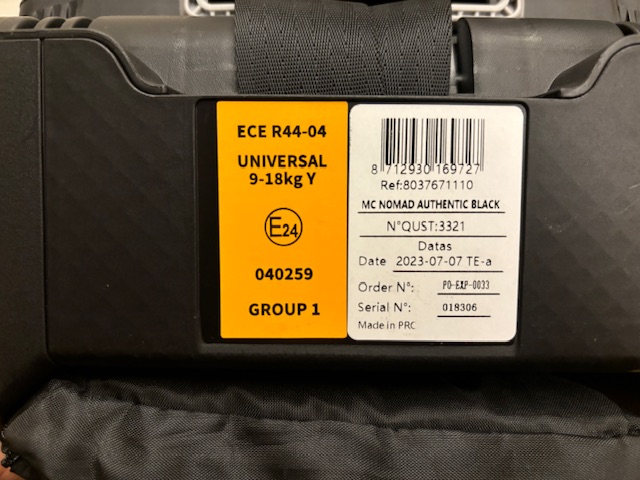 ECE R44-04
UNIVERSAL
9-18kg Y
E24
040259
GROUP 1
8 712930 169727
Ref:8037671110
MC NOMAD AUTHENTIC BLACK
N°QUST:3321
Datas
Date 2023-07-07 TE-a
Order N°: PO-EXP-0033
Serial N°: 018306
Made in PRC